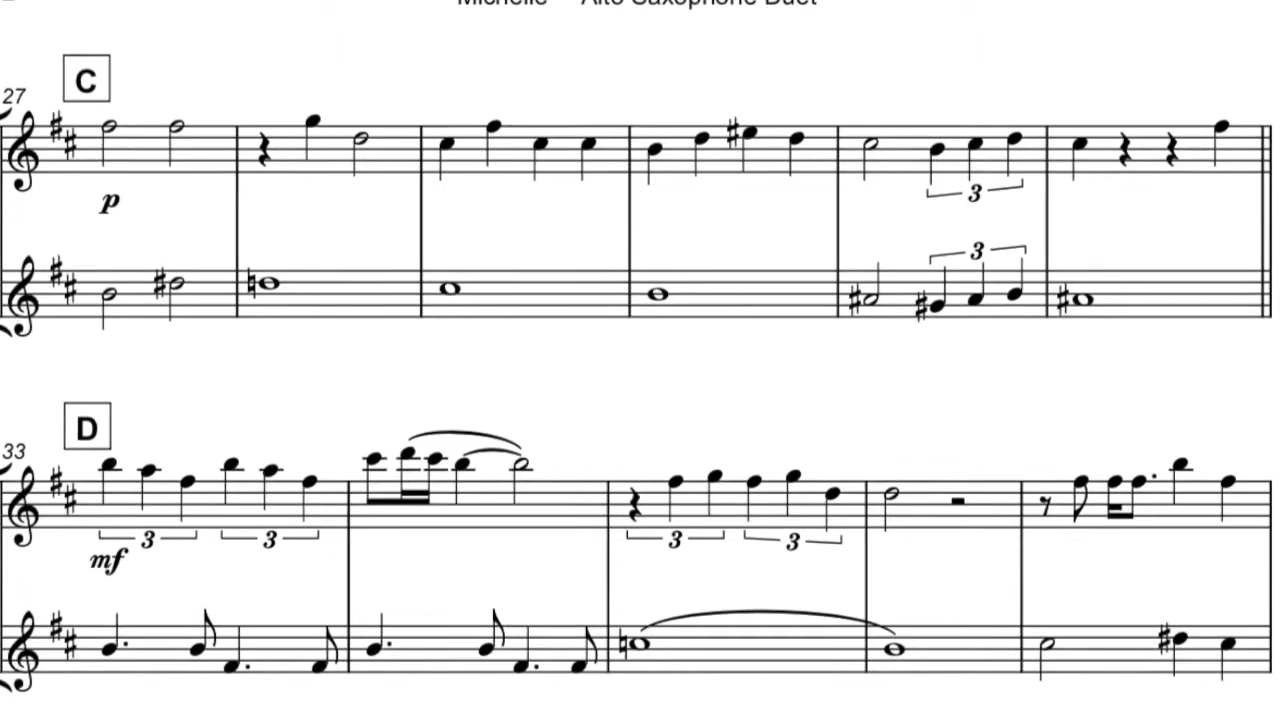 Michelle — Alto Saxophone Duet
C
27
p
3
3
D
33
3 3 3 3
mf